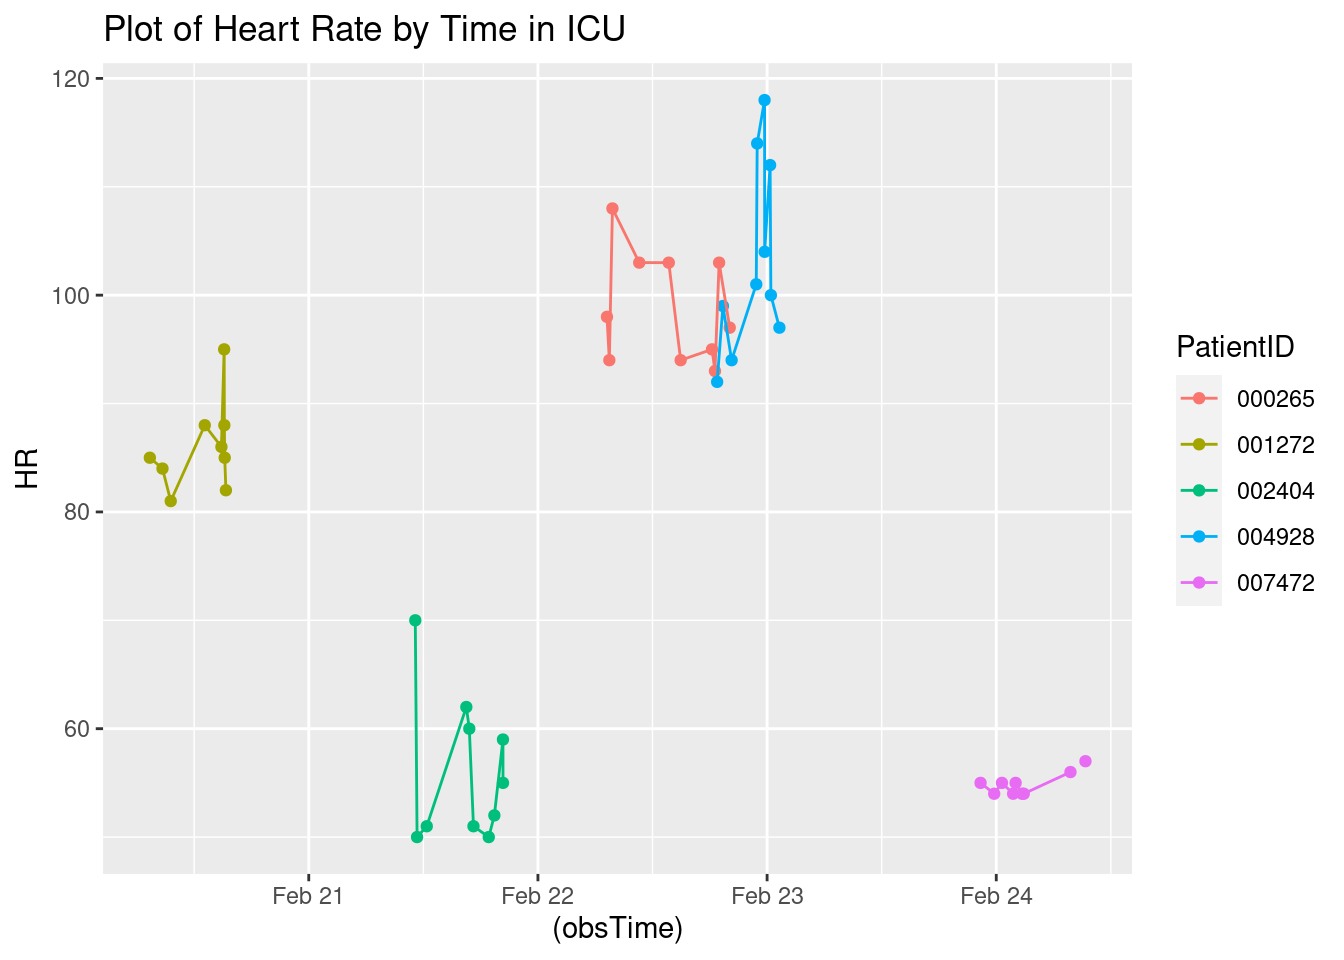 Plot of Heart Rate by Time in ICU
120
100
80
60
HR
Feb 21
Feb 22
Feb 23
Feb 24
(obsTime)
PatientID
000265
001272
002404
004928
007472